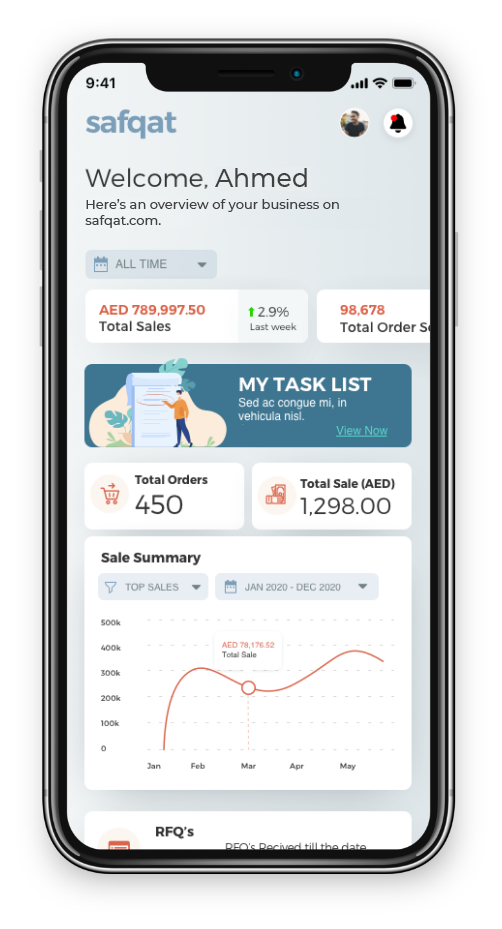 9:41
safqat
Welcome, Ahmed
Here's an overview of your business on
safqat.com.
ALL TIME
AED 789,997.50
Total Sales
2.9%
Last week
98,678
Total Order Se
MY TASK LIST
Sed ac congue mi, in
vehicula nisl.
View Now
Total Orders
450
Total Sale (AED)
1,298.00
Sale Summary
TOP SALES
JAN 2020 - DEC 2020
500k
400k
300k
200k
100k
0
AED 78,176.52
Total Sale
Jan Feb Mar Apr May
RFQ's
RFQ's Recived till the date